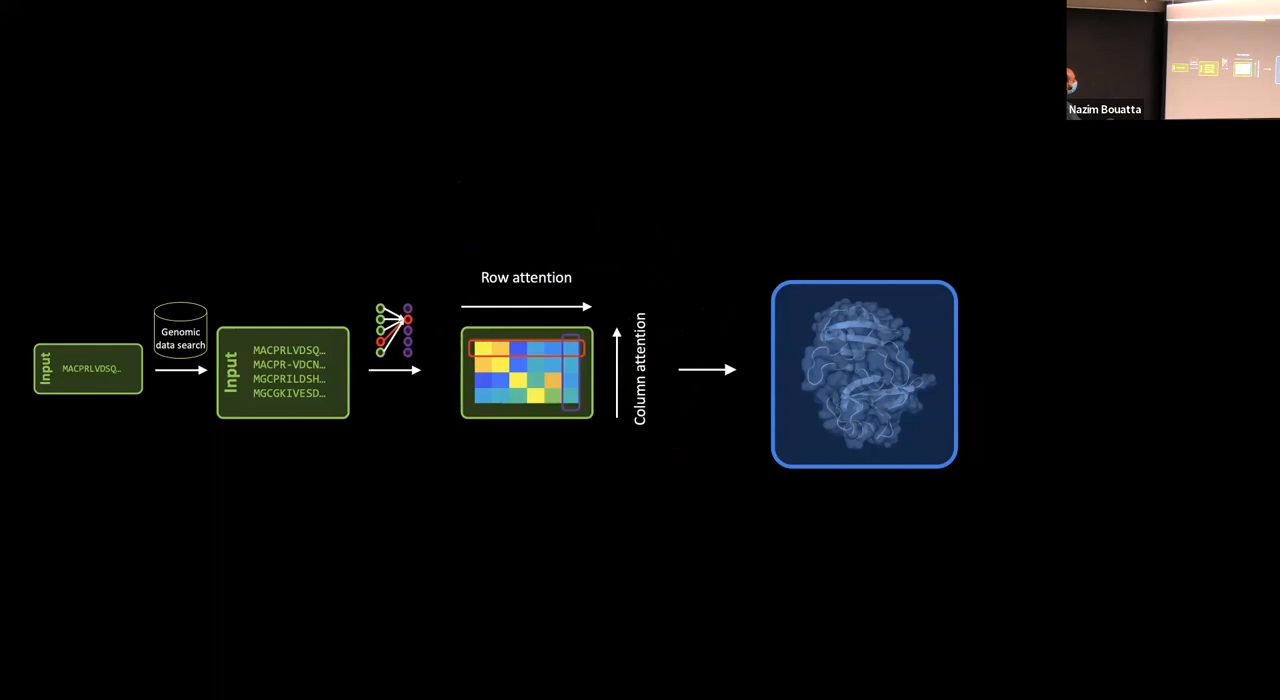 Nazim Bouatta
Row attention
Genomic
data search
Input
MACPRLVDSQ…
Input
MACPRLVDSQ…
MACPR-VDCN…
MGCPRILDSH…
MGCGKIVESD…
Column attention